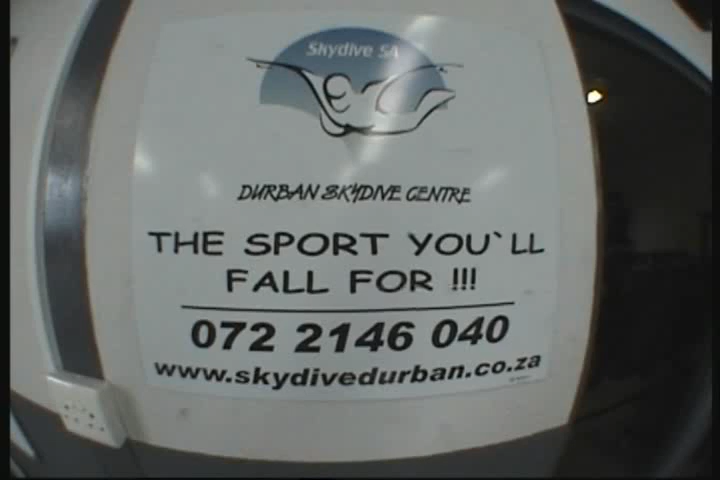 Skydive SA
DURBAN SKYDIVE CENTRE
THE SPORT YOU`LL
FALL FOR !!!
072 2146 040
www.skydivedurban.co.za